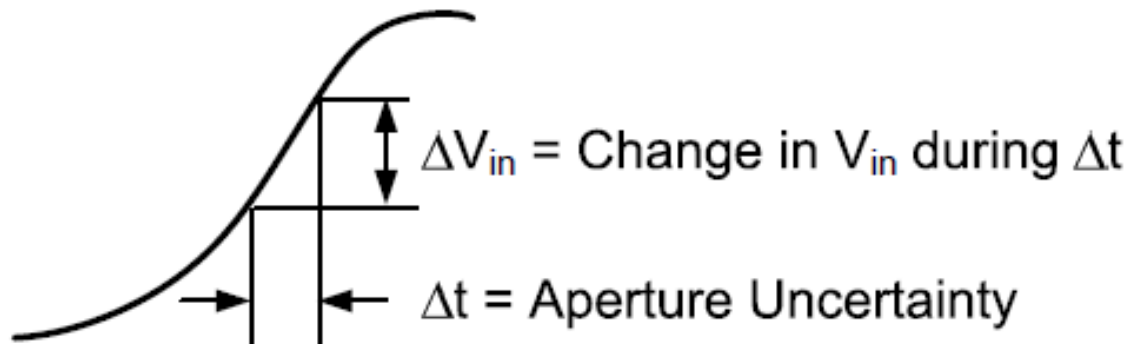 ΔVin = Change in Vin during Δt
Δt = Aperture Uncertainty